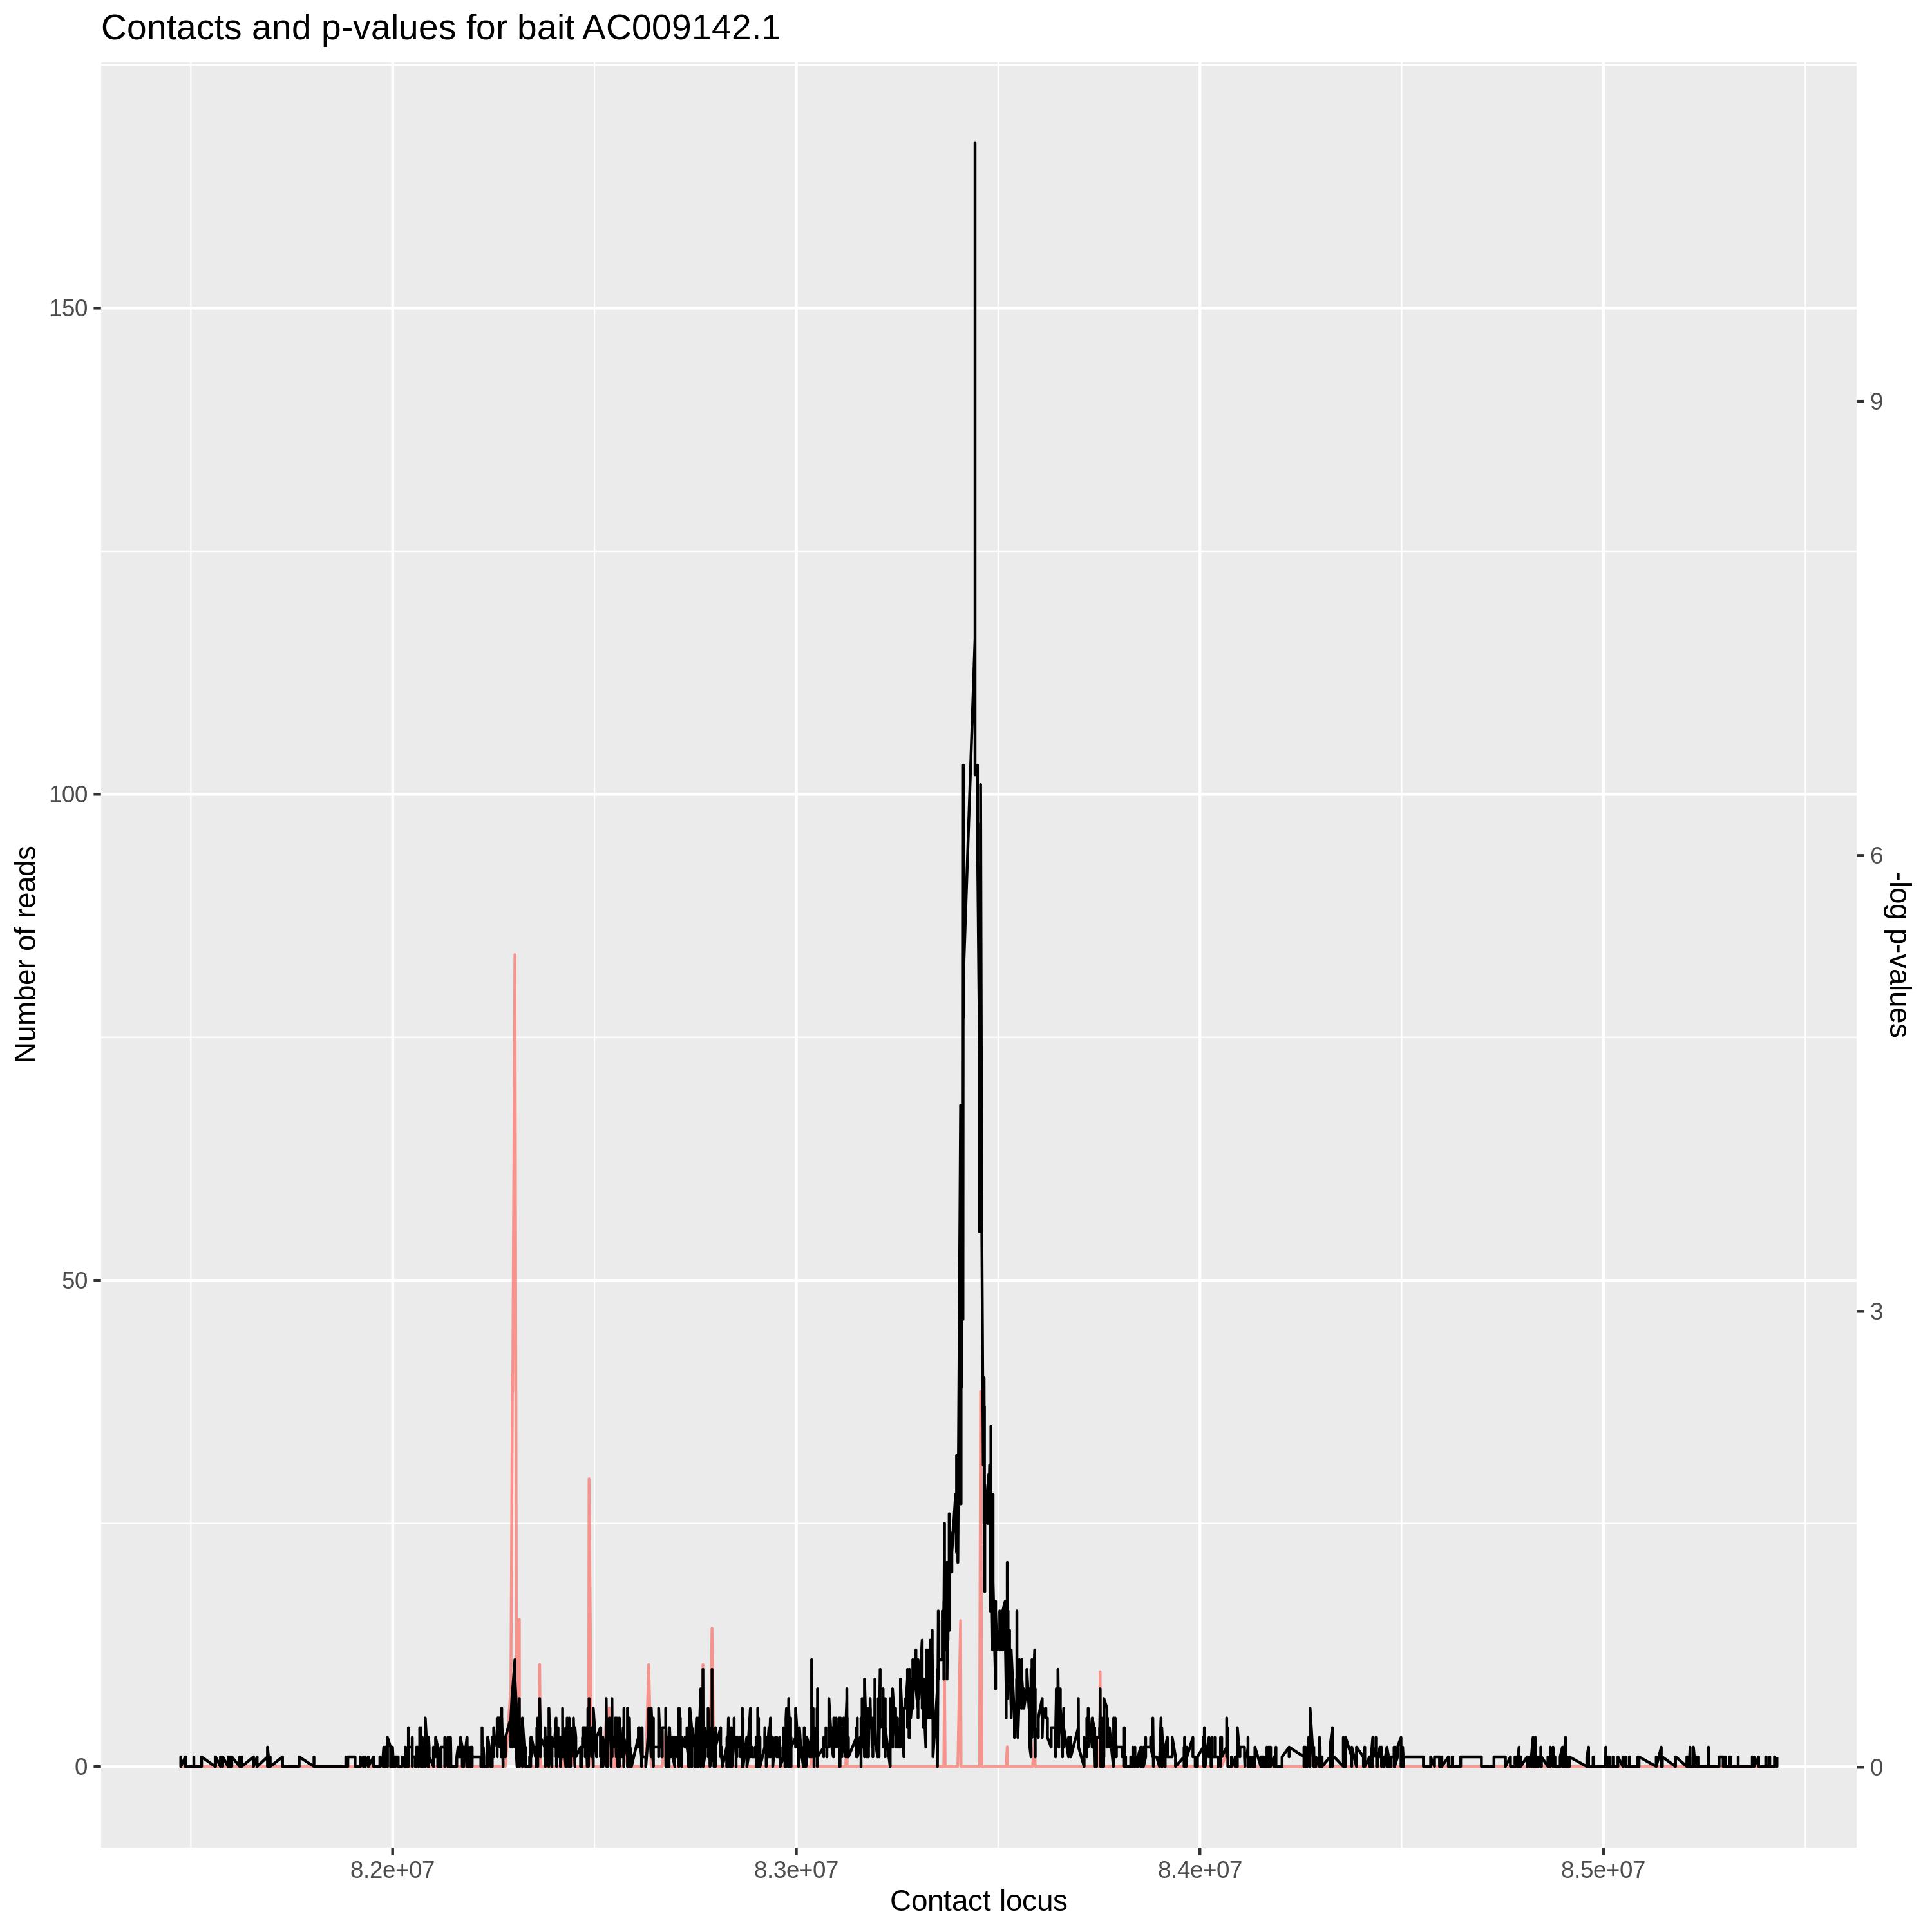 Contacts and p-values for bait AC009142.1
150
100
50
0
9
6
3
0
Number of reads
-log p-values
8.2e+07
8.3e+07
8.4e+07
8.5e+07
Contact locus